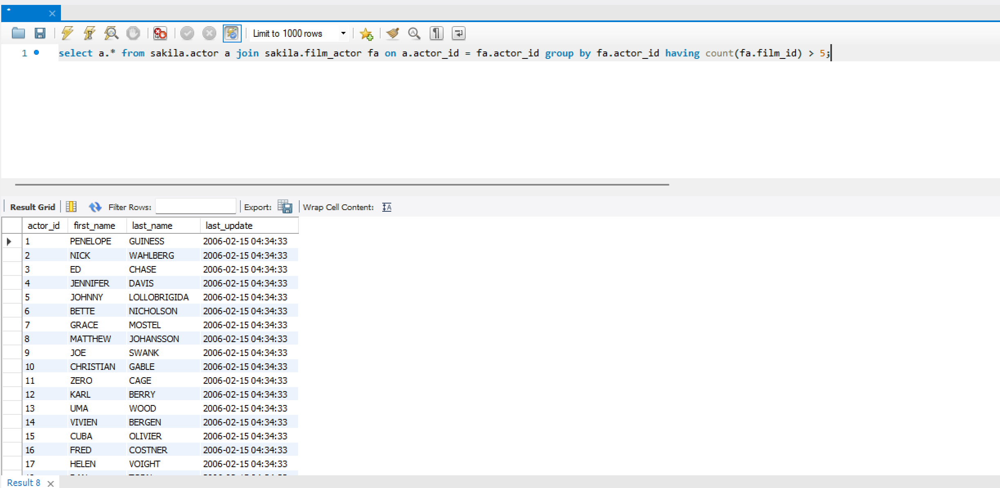 *
Limit to 1000 rows
1 select a.* from sakila.actor a join sakila.film_actor fa on a.actor_id = fa.actor_id group by fa.actor_id having count(fa.film_id) > 5;
Result Grid Filter Rows: Export: Wrap Cell Content:
actor_id first_name last_name last_update
1 PENELOPE GUINESS 2006-02-15 04:34:33
2 NICK WAHLBERG 2006-02-15 04:34:33
3 ED CHASE 2006-02-15 04:34:33
4 JENNIFER DAVIS 2006-02-15 04:34:33
5 JOHNNY LOLLOBRIGIDA 2006-02-15 04:34:33
6 BETTE NICHOLSON 2006-02-15 04:34:33
7 GRACE MOSTEL 2006-02-15 04:34:33
8 MATTHEW JOHANSSON 2006-02-15 04:34:33
9 JOE SWANK 2006-02-15 04:34:33
10 CHRISTIAN GABLE 2006-02-15 04:34:33
11 ZERO CAGE 2006-02-15 04:34:33
12 KARL BERRY 2006-02-15 04:34:33
13 UMA WOOD 2006-02-15 04:34:33
14 VIVIEN BERGEN 2006-02-15 04:34:33
15 CUBA OLIVIER 2006-02-15 04:34:33
16 FRED COSTNER 2006-02-15 04:34:33
17 HELEN VOIGHT 2006-02-15 04:34:33
Result 8